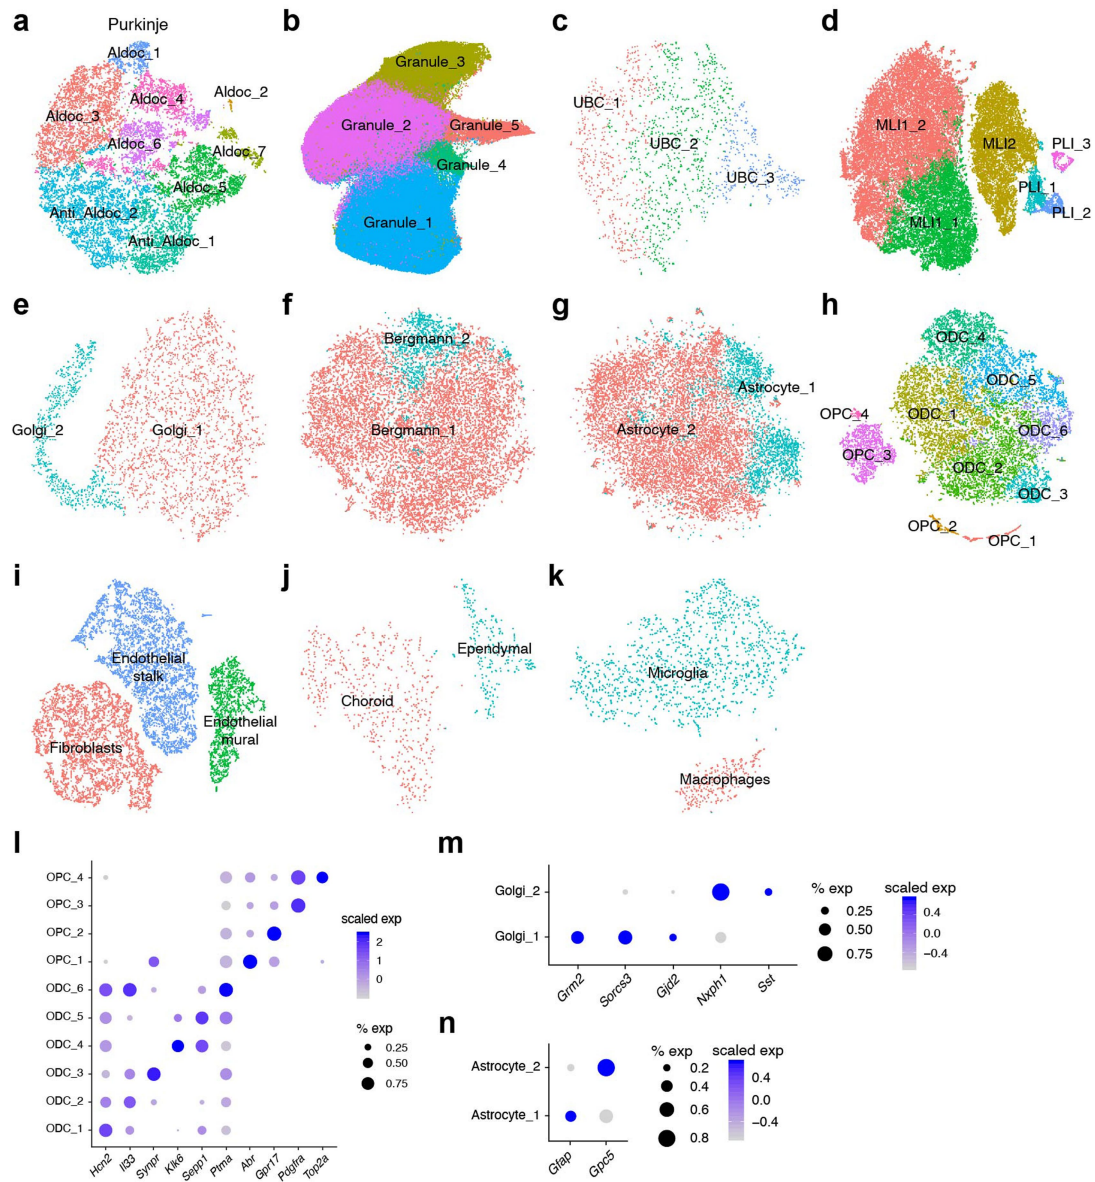 a
Purkinje
Aldoc_1
Aldoc_4
Aldoc_2
Aldoc_3
Aldoc_6
Aldoc_7
Aldoc_5
Anti_Aldoc_2
Anti_Aldoc_1
b
Granule_3
Granule_2
Granule_5
Granule_4
Granule_1
c
UBC_1
UBC_2
UBC_3
d
MLI1_2
MLI2
PLI_3
PLI_1
PLI_2
MLI1_1
e
Golgi_2
Golgi_1
f
Bergmann_2
Bergmann_1
g
Astrocyte_1
Astrocyte_2
h
ODC_4
ODC_5
OPC_4
ODC_1
ODC_6
OPC_3
ODC_2
ODC_3
OPC_2
OPC_1
i
Endothelial
stalk
Endothelial
mural
Fibroblasts
j
Ependymal
Choroid
k
Microglia
Macrophages
l
OPC_4
OPC_3
OPC_2
OPC_1
ODC_6
ODC_5
ODC_4
ODC_3
ODC_2
ODC_1
Hcn2 Il33 Synpr Klk6 Sepp1 Ptma Abr Gpr17 Pdgfra Top2a
scaled exp
2
1
0
% exp
0.25
0.50
0.75
m
Golgi_2
Golgi_1
Grm2 Sorcs3 Gjd2 Nxph1 Sst
% exp
0.25
0.50
0.75
scaled exp
0.4
0.0
−0.4
n
Astrocyte_2
Astrocyte_1
Gfap Gpc5
% exp
0.2
0.4
0.6
0.8
scaled exp
0.4
0.0
−0.4